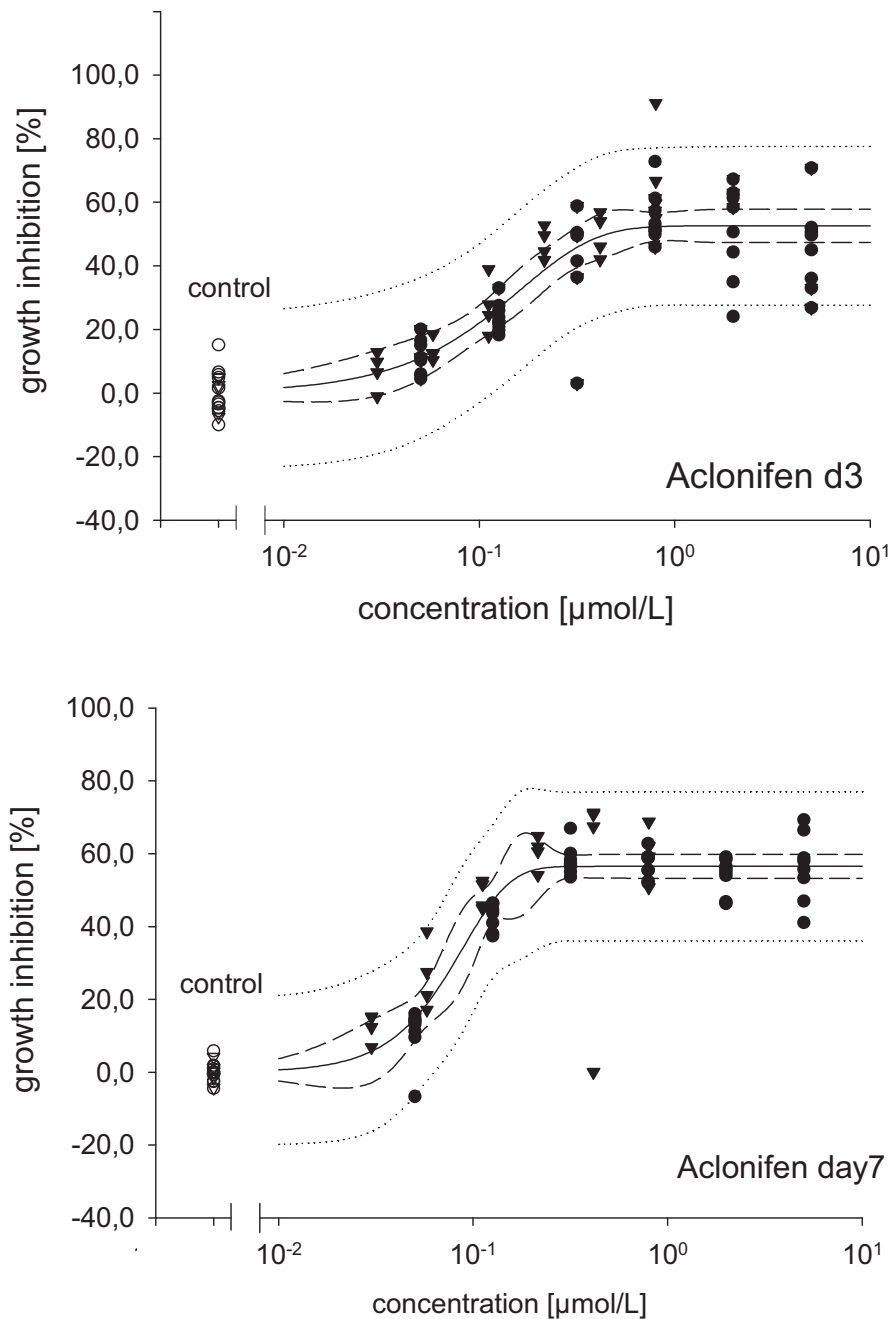 100,0
80,0
60,0
40,0
20,0
0,0
-20,0
-40,0
growth inhibition [%]
control
Aclonifen d3
10⁻² 10⁻¹ 10⁰ 10¹
concentration [µmol/L]
100,0
80,0
60,0
40,0
20,0
0,0
-20,0
-40,0
growth inhibition [%]
control
Aclonifen day7
10⁻² 10⁻¹ 10⁰ 10¹
concentration [µmol/L]